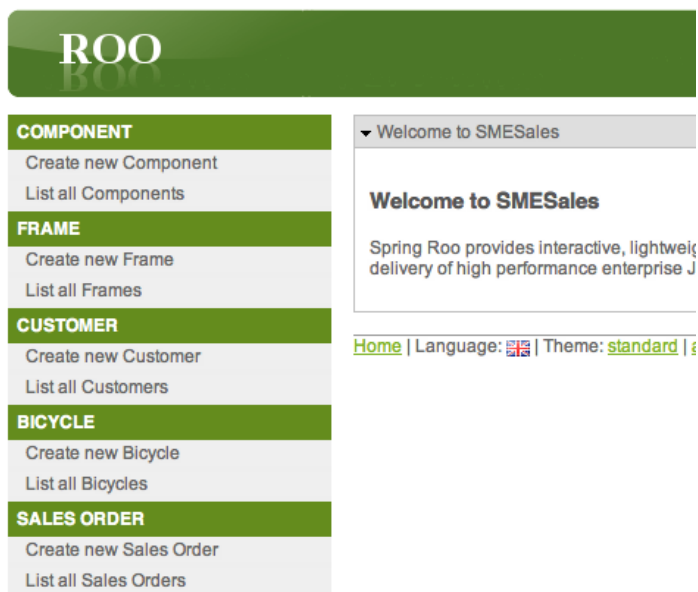 ROO
COMPONENT
Create new Component
List all Components
FRAME
Create new Frame
List all Frames
CUSTOMER
Create new Customer
List all Customers
BICYCLE
Create new Bicycle
List all Bicycles
SALES ORDER
Create new Sales Order
List all Sales Orders
Welcome to SMESales
Welcome to SMESales
Spring Roo provides interactive,
delivery of high performance enterprise J
Home | Language: | Theme: standard |